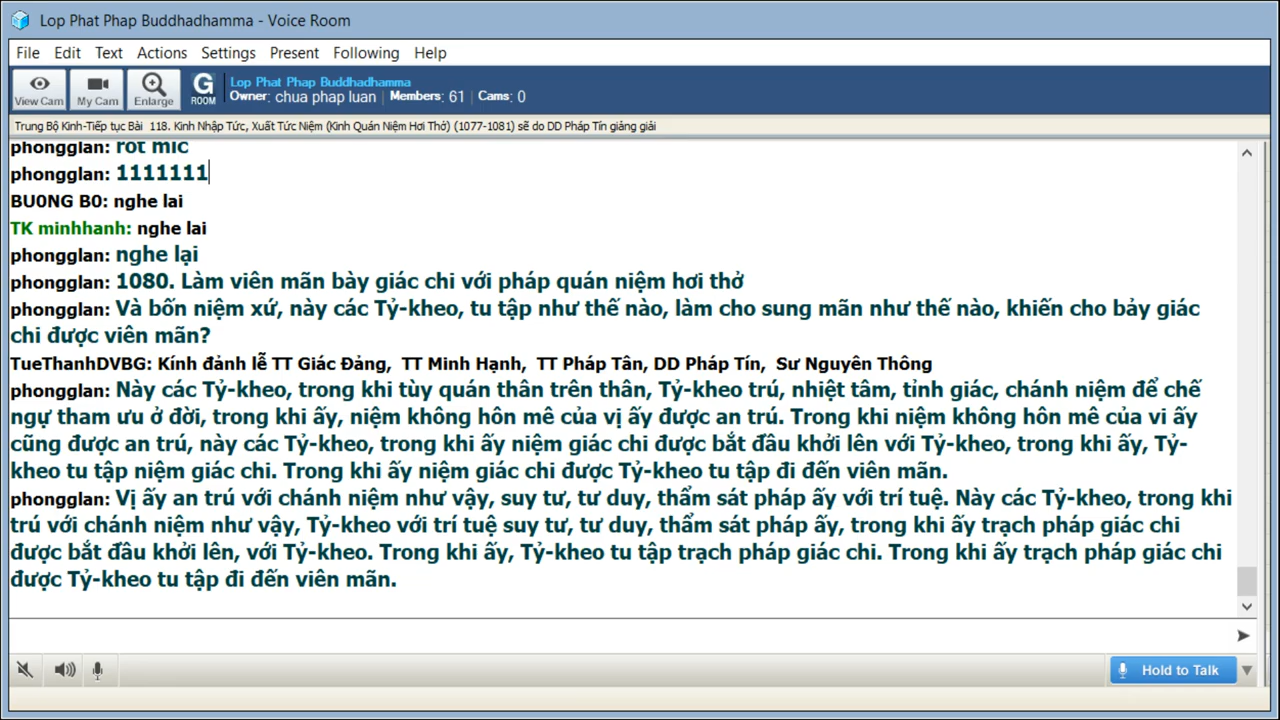 Lop Phat Phap Buddhadhamma - Voice Room
File Edit Text Actions Settings Present Following Help
View Cam My Cam Enlarge G ROOM Lop Phat Phap Buddhadhamma
Owner: chua phap luan | Members: 61 | Cams: 0
Trung Bộ Kinh-Tiếp tục Bài 118. Kinh Nhập Tức, Xuất Tức Niệm (Kinh Quán Niệm Hơi Thở) (1077-1081) sẽ do DD Pháp Tín giảng giải
phongglan: rot mic
phongglan: 1111111
BU0NG B0: nghe lai
TK minhhanh: nghe lai
phongglan: nghe lại
phongglan: 1080. Làm viên mãn bày giác chi với pháp quán niệm hơi thở
phongglan: Và bốn niệm xứ, này các Tỷ-kheo, tu tập như thế nào, làm cho sung mãn như thế nào, khiến cho bảy giác
chi được viên mãn?
TueThanhDVBG: Kính đảnh lễ TT Giác Đảng, TT Minh Hạnh, TT Pháp Tân, DD Pháp Tín, Sư Nguyên Thông
phongglan: Này các Tỷ-kheo, trong khi tùy quán thân trên thân, Tỷ-kheo trú, nhiệt tâm, tỉnh giác, chánh niệm để chế
ngự tham ưu ở đời, trong khi ấy, niệm không hôn mê của vị ấy được an trú. Trong khi niệm không hôn mê của vi ấy
cũng được an trú, này các Tỷ-kheo, trong khi ấy niệm giác chi được bắt đầu khởi lên với Tỷ-kheo, trong khi ấy, Tỷ-
kheo tu tập niệm giác chi. Trong khi ấy niệm giác chi được Tỷ-kheo tu tập đi đến viên mãn.
phongglan: Vị ấy an trú với chánh niệm như vậy, suy tư, tư duy, thẩm sát pháp ấy với trí tuệ. Này các Tỷ-kheo, trong khi
trú với chánh niệm như vậy, Tỷ-kheo với trí tuệ suy tư, tư duy, thẩm sát pháp ấy, trong khi ấy trạch pháp giác chi
được bắt đầu khởi lên, với Tỷ-kheo. Trong khi ấy, Tỷ-kheo tu tập trạch pháp giác chi. Trong khi ấy trạch pháp giác chi
được Tỷ-kheo tu tập đi đến viên mãn.
Hold to Talk